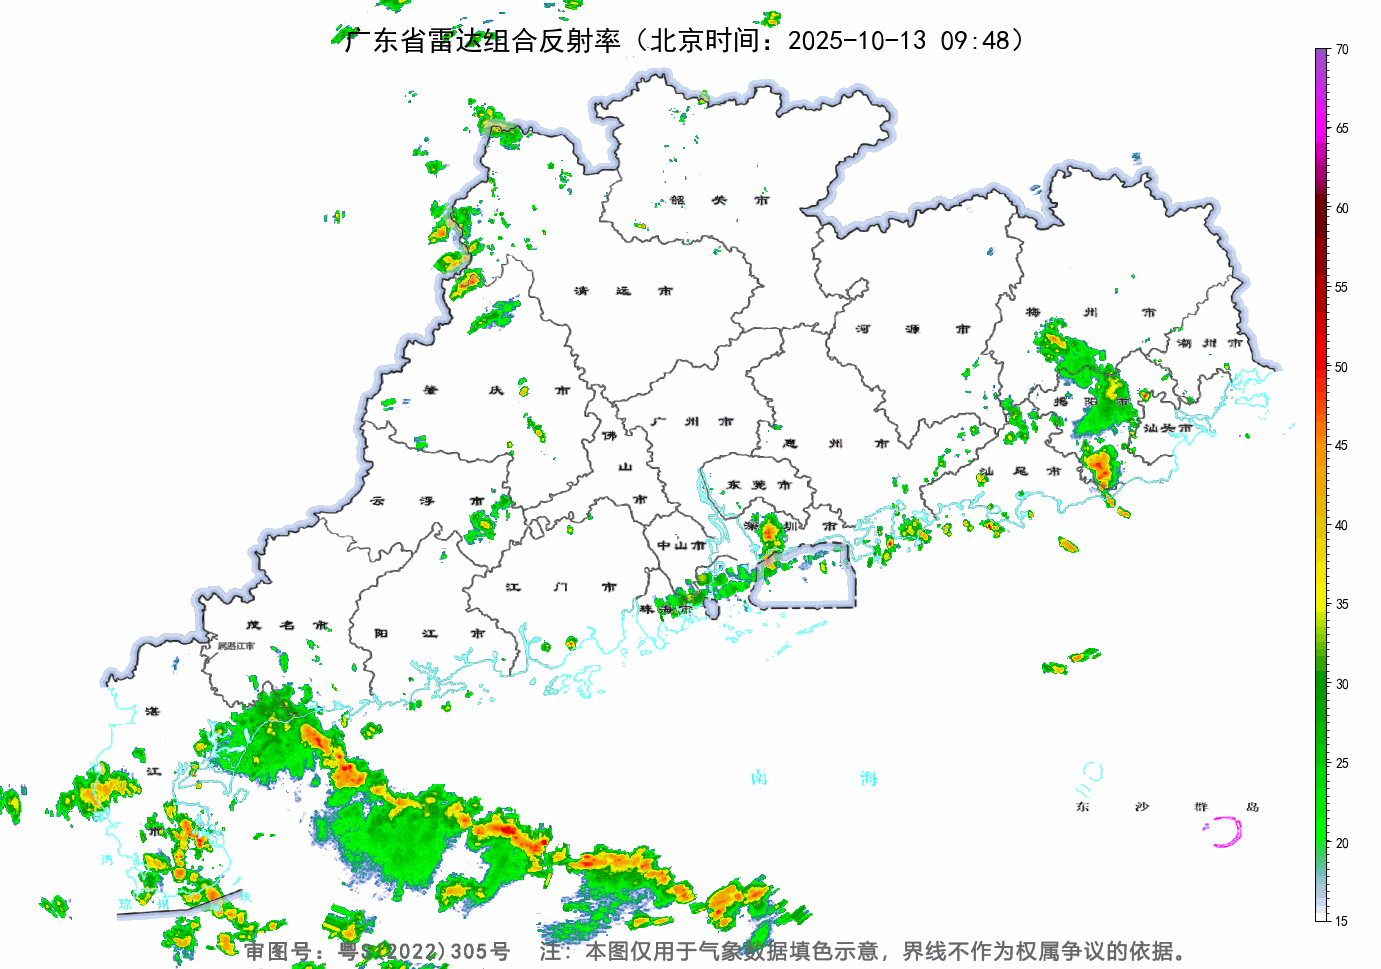 广东省雷达组合反射率（北京时间：2025-10-13 09:48）
70
65
60
55
50
45
40
35
30
25
20
15
韶关市
清远市
河源市
梅州市
潮州市
肇庆市
广州市
佛山市
惠州市
揭阳市
汕头市
汕尾市
东莞市
云浮市
深圳市
中山市
江门市
珠海市
茂名市
属湛江市
阳江市
湛江市
南海
东沙群岛
湾
琼州海峡
审图号：粤S(2022)305号 注：本图仅用于气象数据填色示意，界线不作为权属争议的依据。